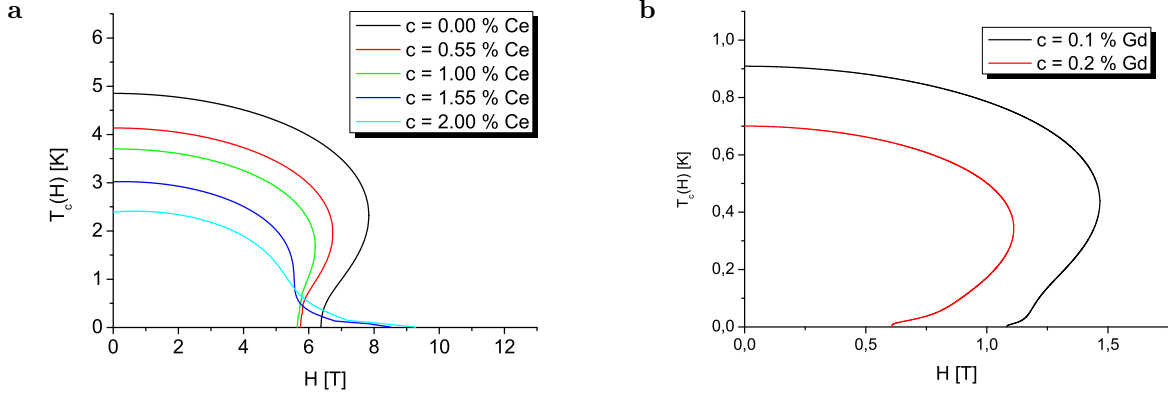 a
6
5
4
3
2
1
0
T_c(H) [K]
0 2 4 6 8 10 12
H [T]
c = 0.00 % Ce
c = 0.55 % Ce
c = 1.00 % Ce
c = 1.55 % Ce
c = 2.00 % Ce
b
1,0
0,8
0,6
0,4
0,2
0,0
T_c(H) [K]
0,0 0,5 1,0 1,5
H [T]
c = 0.1 % Gd
c = 0.2 % Gd